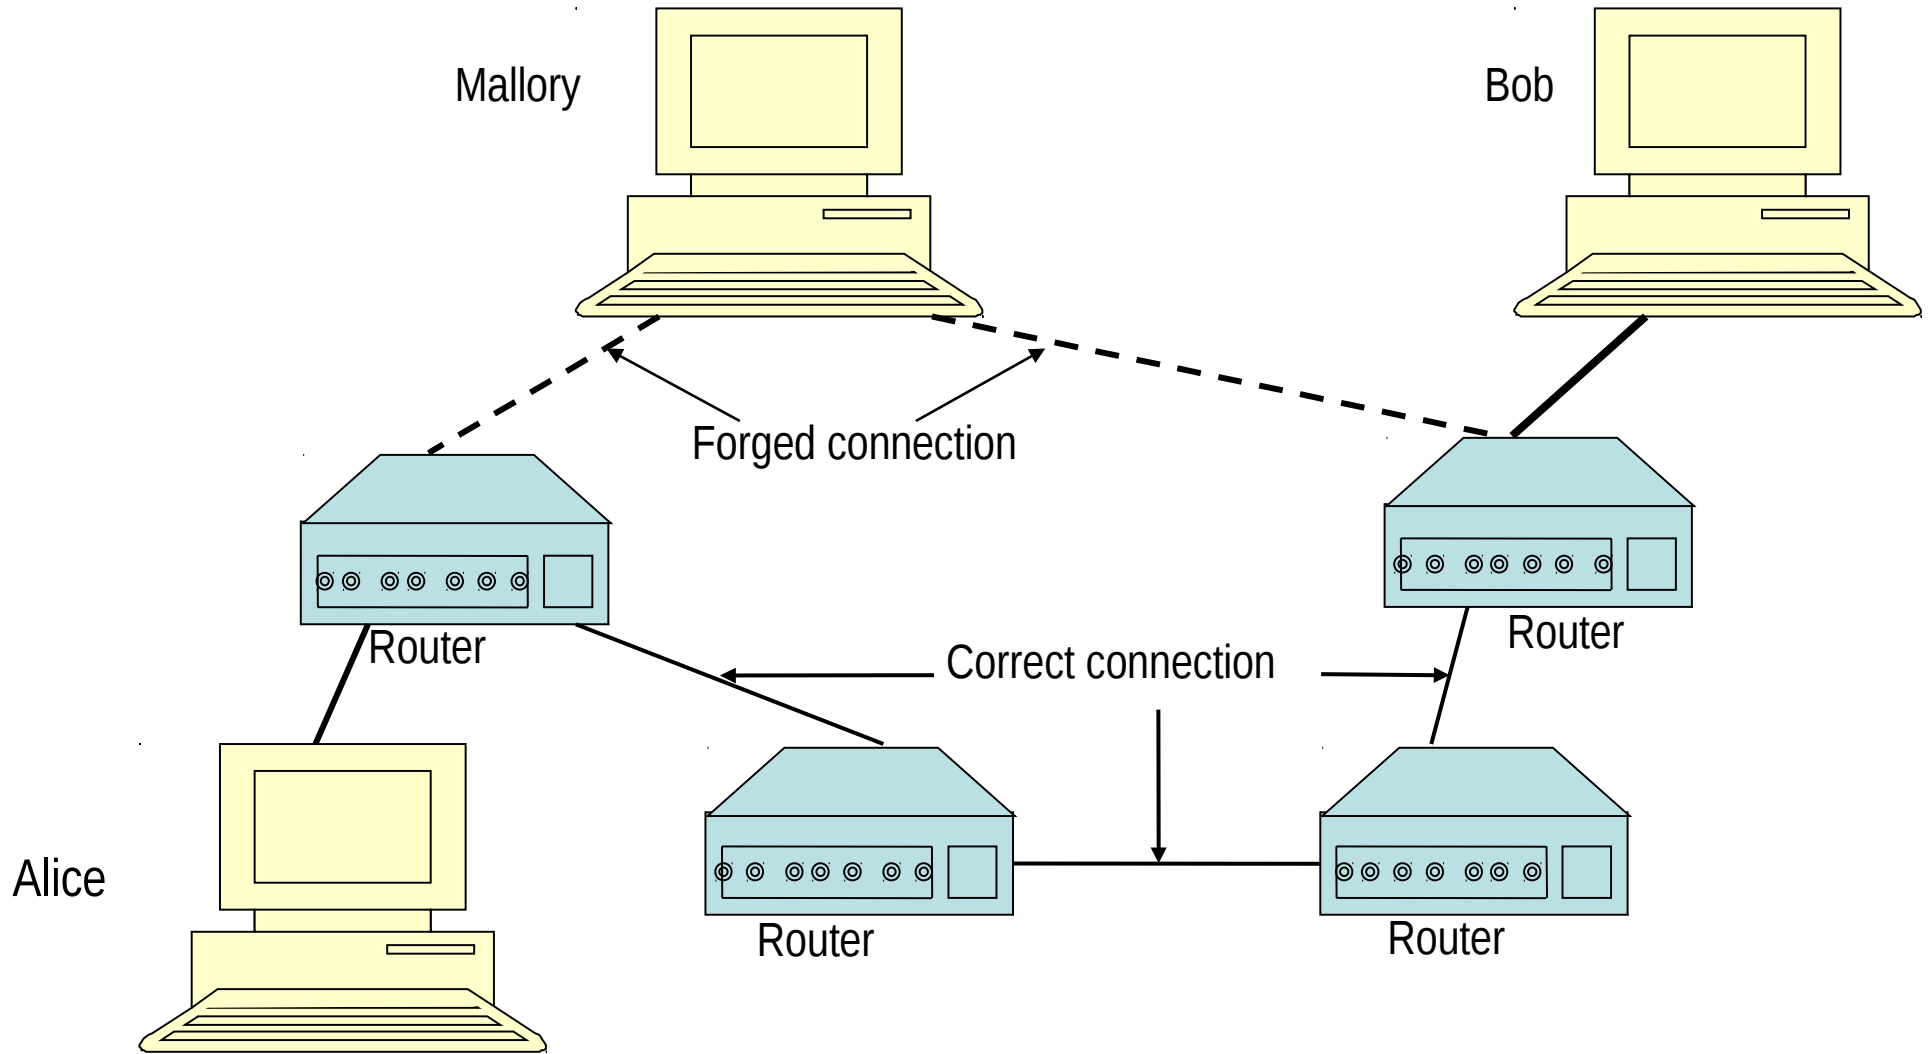 Mallory
Bob
Forged connection
Router
Router
Correct connection
Alice
Router
Router